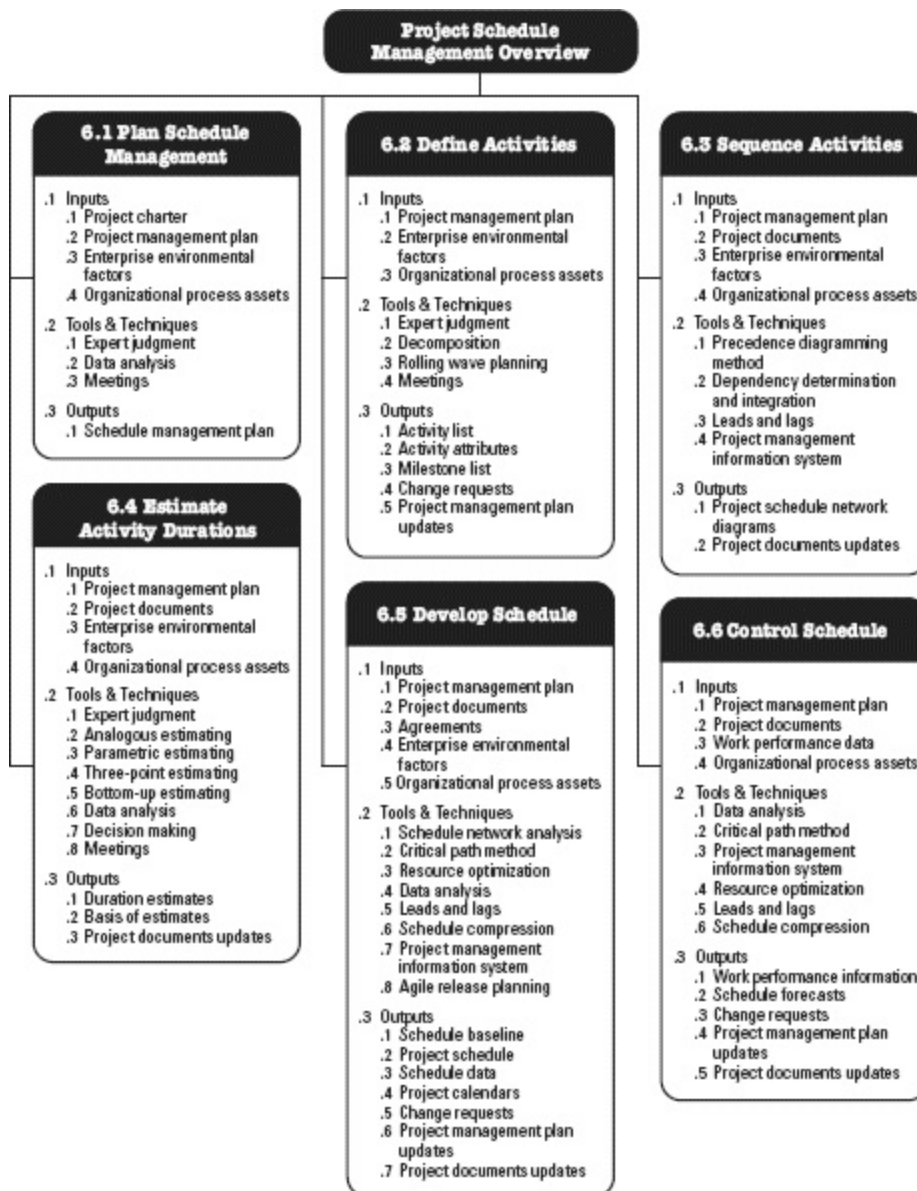 Project Schedule
Management Overview
6.1 Plan Schedule
Management
.1 Inputs
.1 Project charter
.2 Project management plan
.3 Enterprise environmental
factors
.4 Organizational process assets
.2 Tools & Techniques
.1 Expert judgment
.2 Data analysis
.3 Meetings
.3 Outputs
.1 Schedule management plan
6.2 Define Activities
.1 Inputs
.1 Project management plan
.2 Enterprise environmental
factors
.3 Organizational process assets
.2 Tools & Techniques
.1 Expert judgment
.2 Decomposition
.3 Rolling wave planning
.4 Meetings
.3 Outputs
.1 Activity list
.2 Activity attributes
.3 Milestone list
.4 Change requests
.5 Project management plan
updates
6.3 Sequence Activities
.1 Inputs
.1 Project management plan
.2 Project documents
.3 Enterprise environmental
factors
.4 Organizational process assets
.2 Tools & Techniques
.1 Precedence diagramming
method
.2 Dependency determination
and integration
.3 Leads and lags
.4 Project management
information system
.3 Outputs
.1 Project schedule network
diagrams
.2 Project documents updates
6.4 Estimate
Activity Durations
.1 Inputs
.1 Project management plan
.2 Project documents
.3 Enterprise environmental
factors
.4 Organizational process assets
.2 Tools & Techniques
.1 Expert judgment
.2 Analogous estimating
.3 Parametric estimating
.4 Three-point estimating
.5 Bottom-up estimating
.6 Data analysis
.7 Decision making
.8 Meetings
.3 Outputs
.1 Duration estimates
.2 Basis of estimates
.3 Project documents updates
6.5 Develop Schedule
.1 Inputs
.1 Project management plan
.2 Project documents
.3 Agreements
.4 Enterprise environmental
factors
.5 Organizational process assets
.2 Tools & Techniques
.1 Schedule network analysis
.2 Critical path method
.3 Resource optimization
.4 Data analysis
.5 Leads and lags
.6 Schedule compression
.7 Project management
information system
.8 Agile release planning
.3 Outputs
.1 Schedule baseline
.2 Project schedule
.3 Schedule data
.4 Project calendars
.5 Change requests
.6 Project management plan
updates
.7 Project documents updates
6.6 Control Schedule
.1 Inputs
.1 Project management plan
.2 Project documents
.3 Work performance data
.4 Organizational process assets
.2 Tools & Techniques
.1 Data analysis
.2 Critical path method
.3 Project management
information system
.4 Resource optimization
.5 Leads and lags
.6 Schedule compression
.3 Outputs
.1 Work performance information
.2 Schedule forecasts
.3 Change requests
.4 Project management plan
updates
.5 Project documents updates